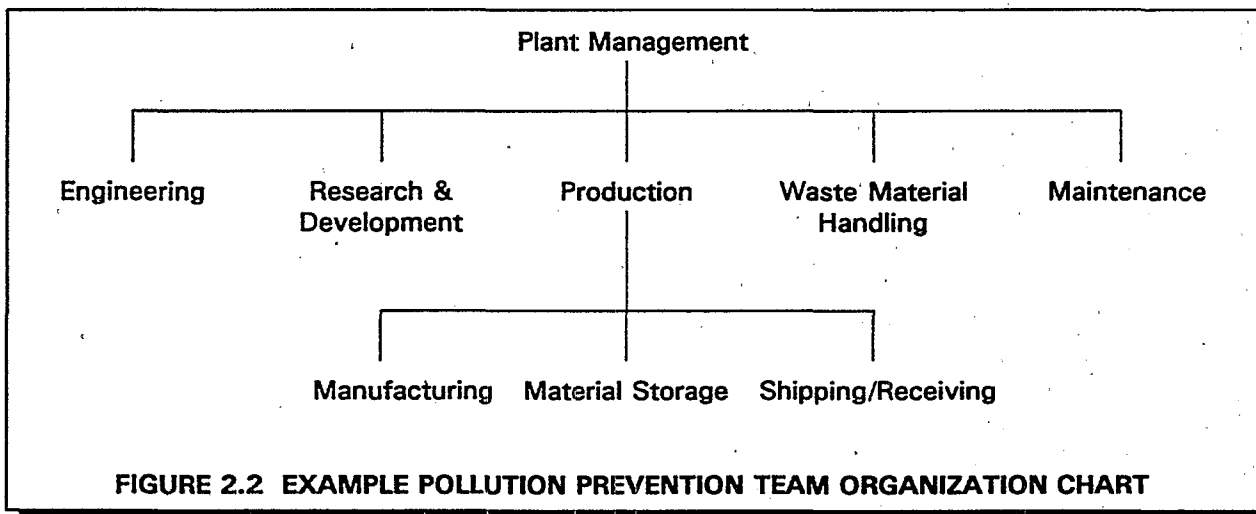 Plant Management
Engineering
Research &
Development
Production
Waste Material
Handling
Maintenance
Manufacturing
Material Storage
Shipping/Receiving
FIGURE 2.2 EXAMPLE POLLUTION PREVENTION TEAM ORGANIZATION CHART